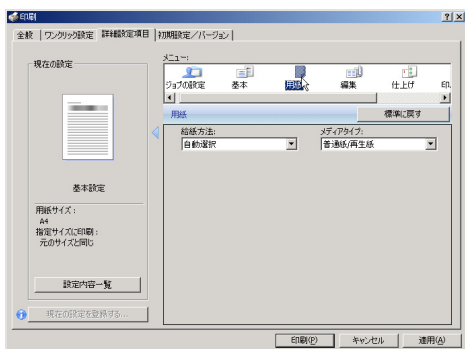 印刷
全般 ワンクリック設定 詳細設定項目 初期設定/バージョン
現在の設定
メニュー:
ジョブの設定 基本 用紙 編集 仕上げ 印
用紙
標準に戻す
給紙方法: メディアタイプ:
自動選択 普通紙/再生紙
基本設定
用紙サイズ:
A4
指定サイズに印刷:
元のサイズと同じ
設定内容一覧
現在の設定を登録する...
印刷(P) キャンセル 適用(A)